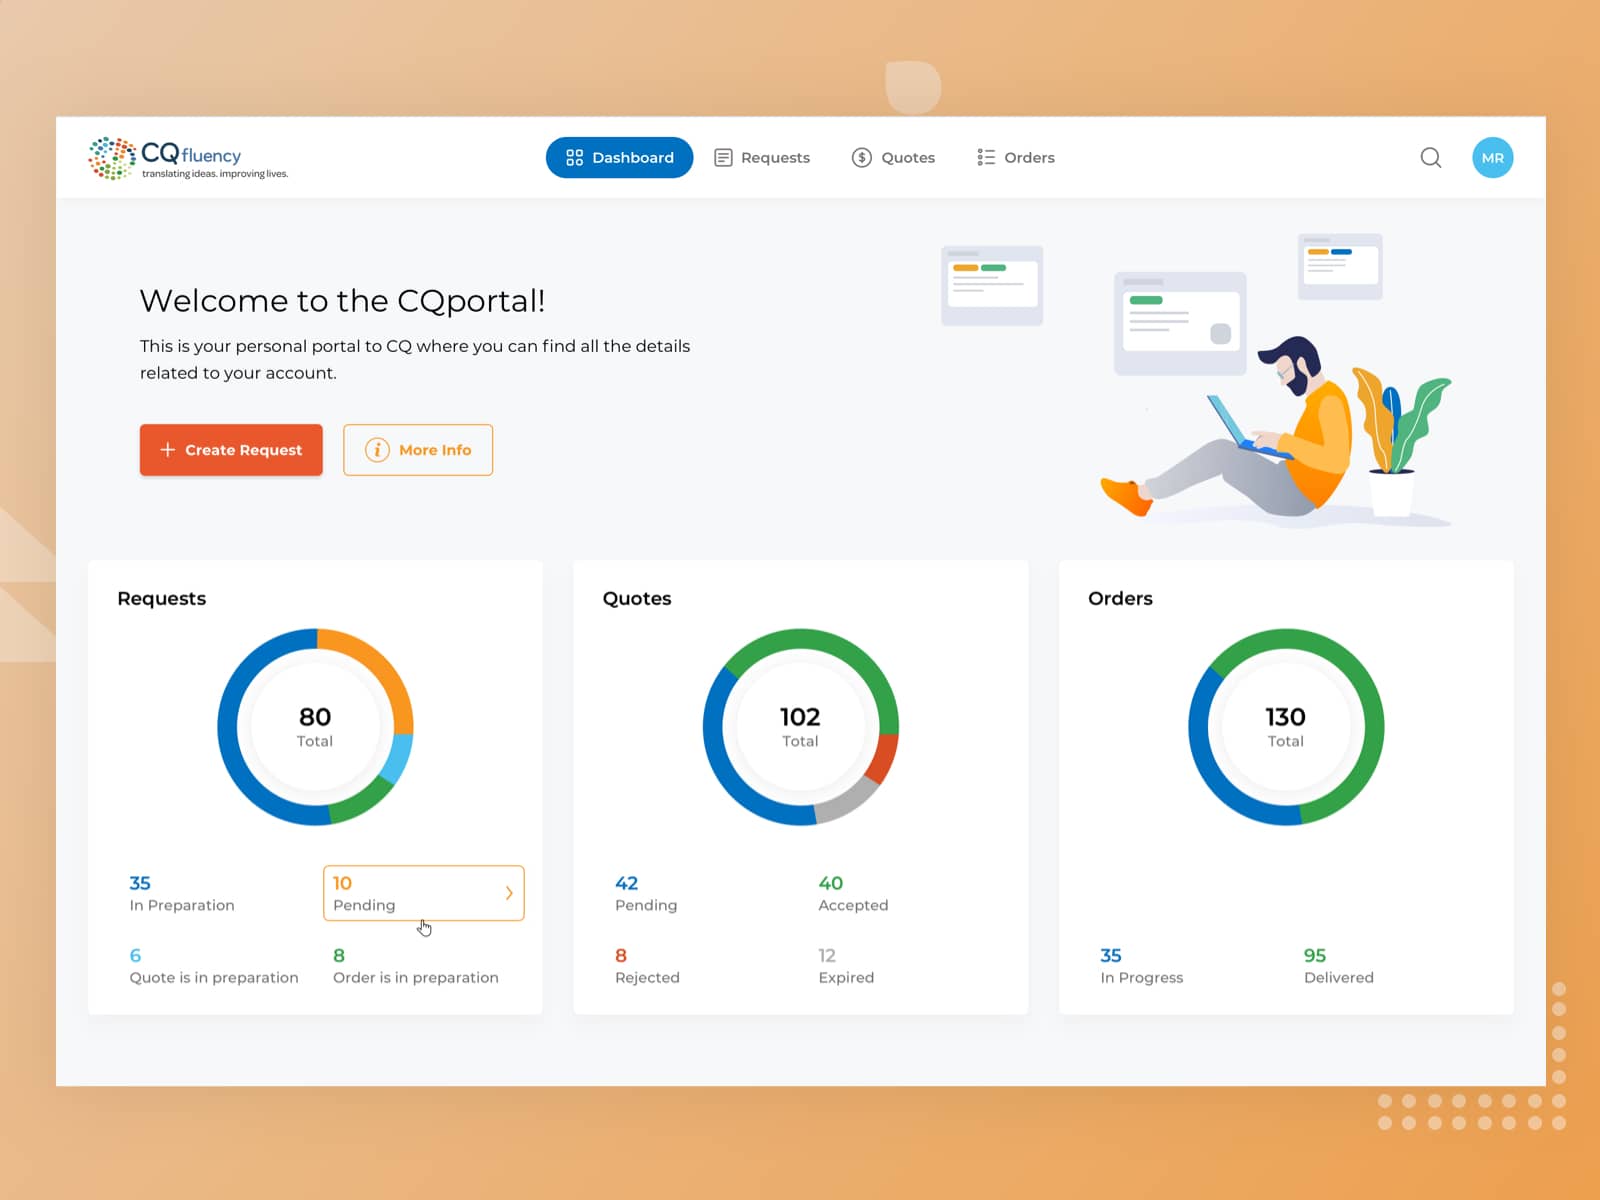 CQfluency
translating ideas. improving lives.
Dashboard
Requests
Quotes
Orders
MR
Welcome to the CQportal!
This is your personal portal to CQ where you can find all the details
related to your account.
+ Create Request
i More Info
Requests
80
Total
35
In Preparation
10
Pending
6
Quote is in preparation
8
Order is in preparation
Quotes
102
Total
42
Pending
40
Accepted
8
Rejected
12
Expired
Orders
130
Total
35
In Progress
95
Delivered